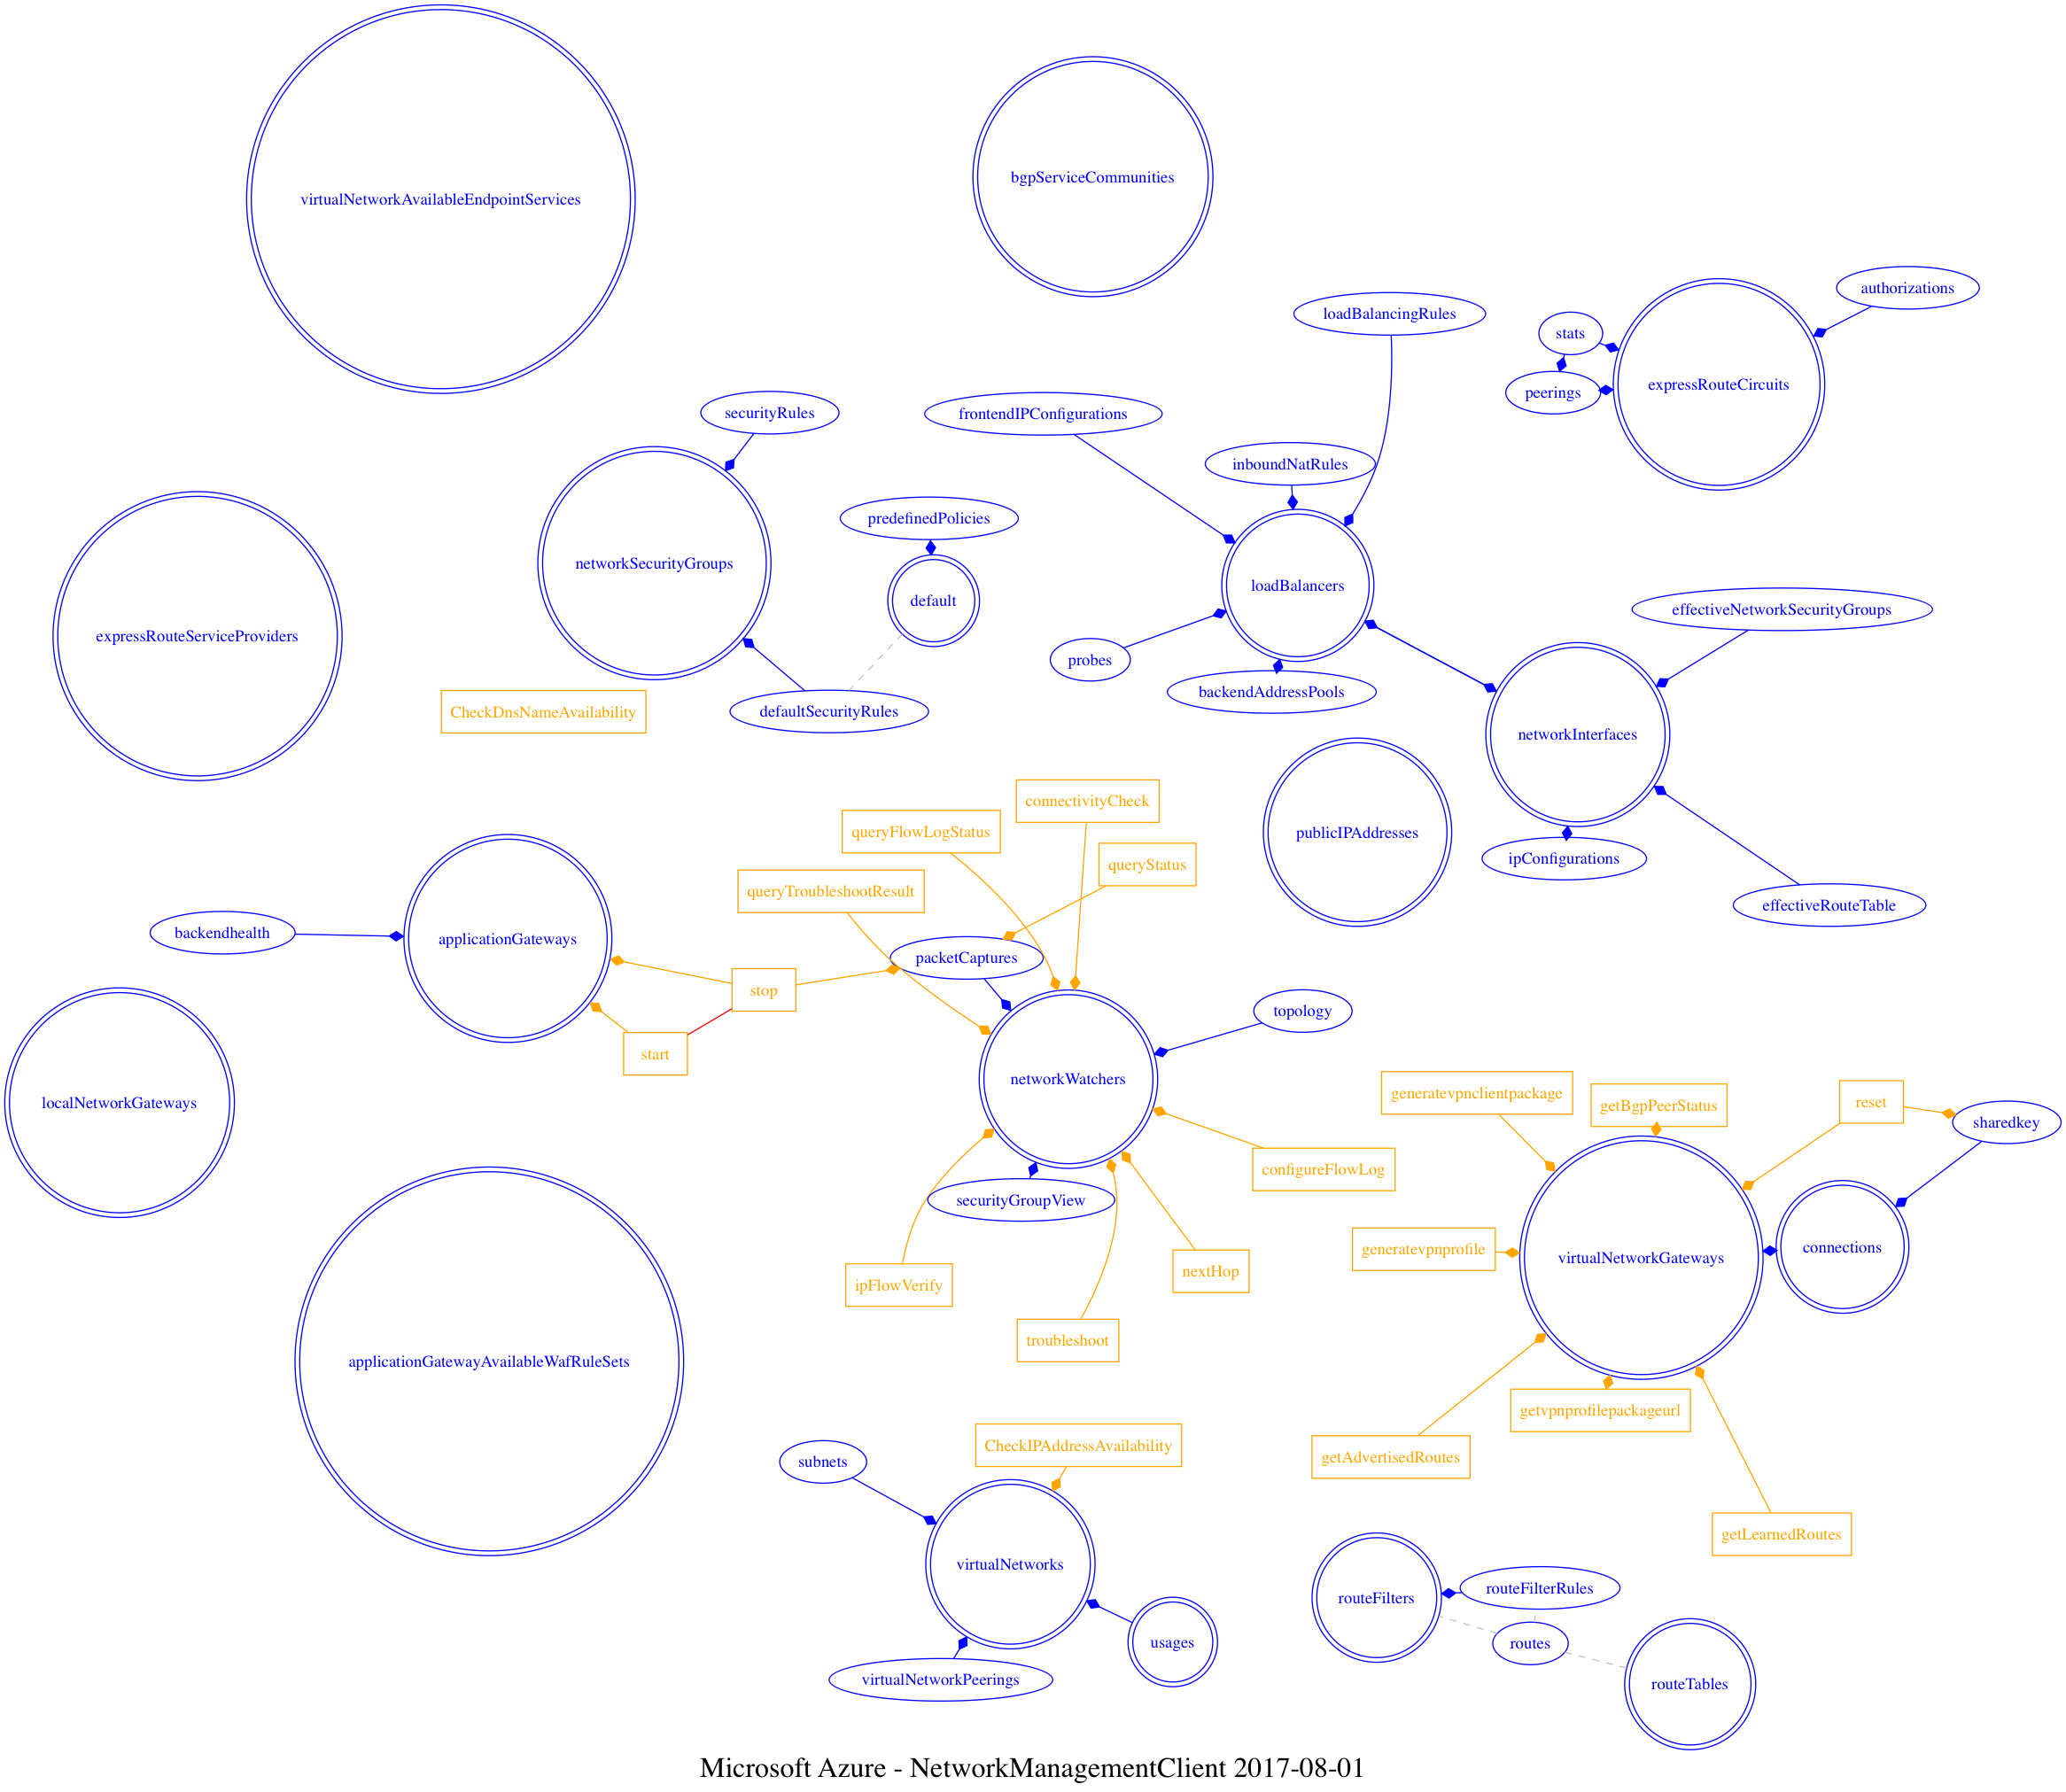 virtualNetworkAvailableEndpointServices
bgpServiceCommunities
authorizations
loadBalancingRules
stats
expressRouteCircuits
peerings
securityRules
frontendIPConfigurations
inboundNatRules
predefinedPolicies
networkSecurityGroups
default
loadBalancers
effectiveNetworkSecurityGroups
expressRouteServiceProviders
probes
backendAddressPools
CheckDnsNameAvailability
defaultSecurityRules
networkInterfaces
connectivityCheck
queryFlowLogStatus
publicIPAddresses
queryStatus
ipConfigurations
queryTroubleshootResult
effectiveRouteTable
backendhealth
applicationGateways
packetCaptures
stop
topology
start
networkWatchers
localNetworkGateways
generatevpnclientpackage
getBgpPeerStatus
reset
sharedkey
configureFlowLog
securityGroupView
generatevpnprofile
virtualNetworkGateways
connections
nextHop
ipFlowVerify
troubleshoot
applicationGatewayAvailableWafRuleSets
getvpnprofilepackageurl
CheckIPAddressAvailability
getAdvertisedRoutes
subnets
getLearnedRoutes
virtualNetworks
routeFilterRules
routeFilters
usages
routes
virtualNetworkPeerings
routeTables
Microsoft Azure - NetworkManagementClient 2017-08-01